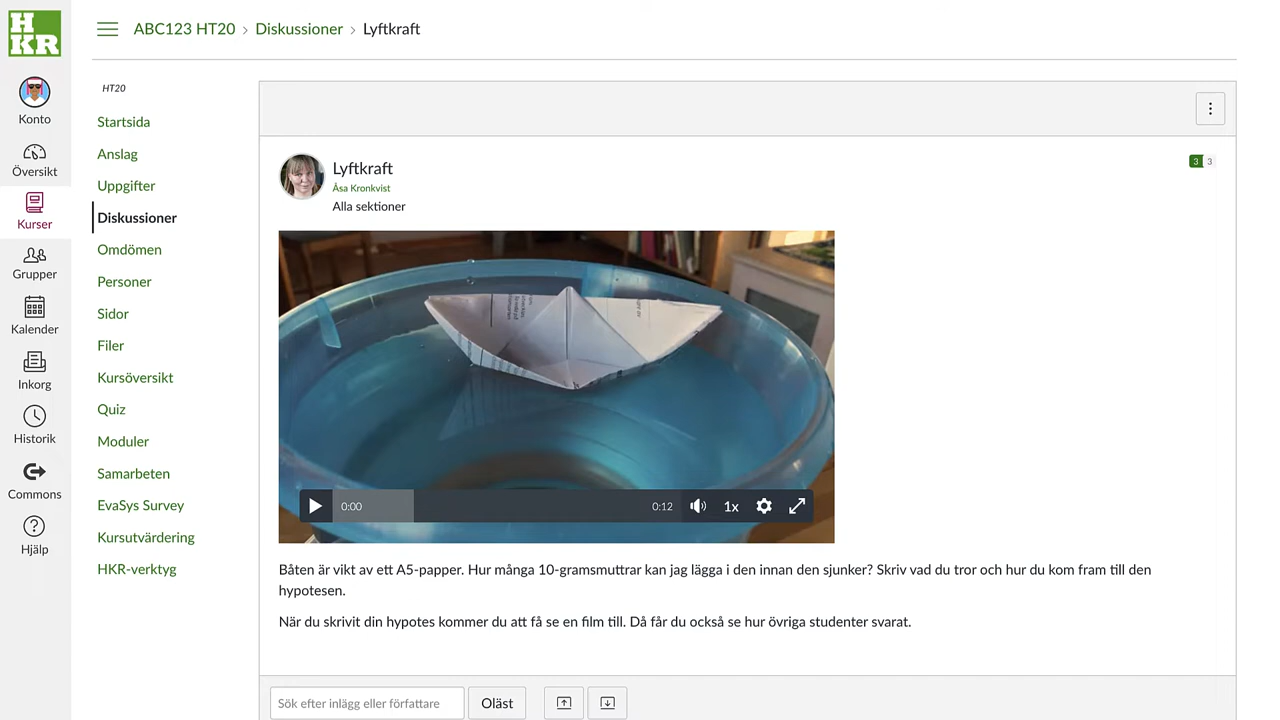 HKR
ABC123 HT20 > Diskussioner > Lyftkraft
Konto
Översikt
Kurser
Grupper
Kalender
Inkorg
Historik
Commons
Hjälp
HT20
Startsida
Anslag
Uppgifter
Diskussioner
Omdömen
Personer
Sidor
Filer
Kursöversikt
Quiz
Moduler
Samarbeten
EvaSys Survey
Kursutvärdering
HKR-verktyg
Lyftkraft
Åsa Kronkvist
Alla sektioner
3 3
0:00 0:12 1x
Båten är vikt av ett A5-papper. Hur många 10-gramsmuttrar kan jag lägga i den innan den sjunker? Skriv vad du tror och hur du kom fram till den
hypotesen.
När du skrivit din hypotes kommer du att få se en film till. Då får du också se hur övriga studenter svarat.
Sök efter inlägg eller författare Oläst